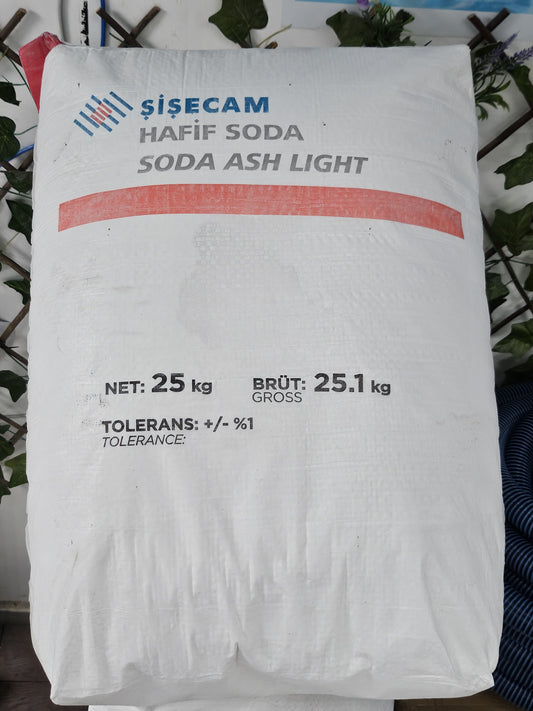 ŞİŞECAM
HAFİF SODA
SODA ASH LIGHT
NET: 25 kg BRÜT: 25.1 kg
GROSS
TOLERANS: +/- %1
TOLERANCE: